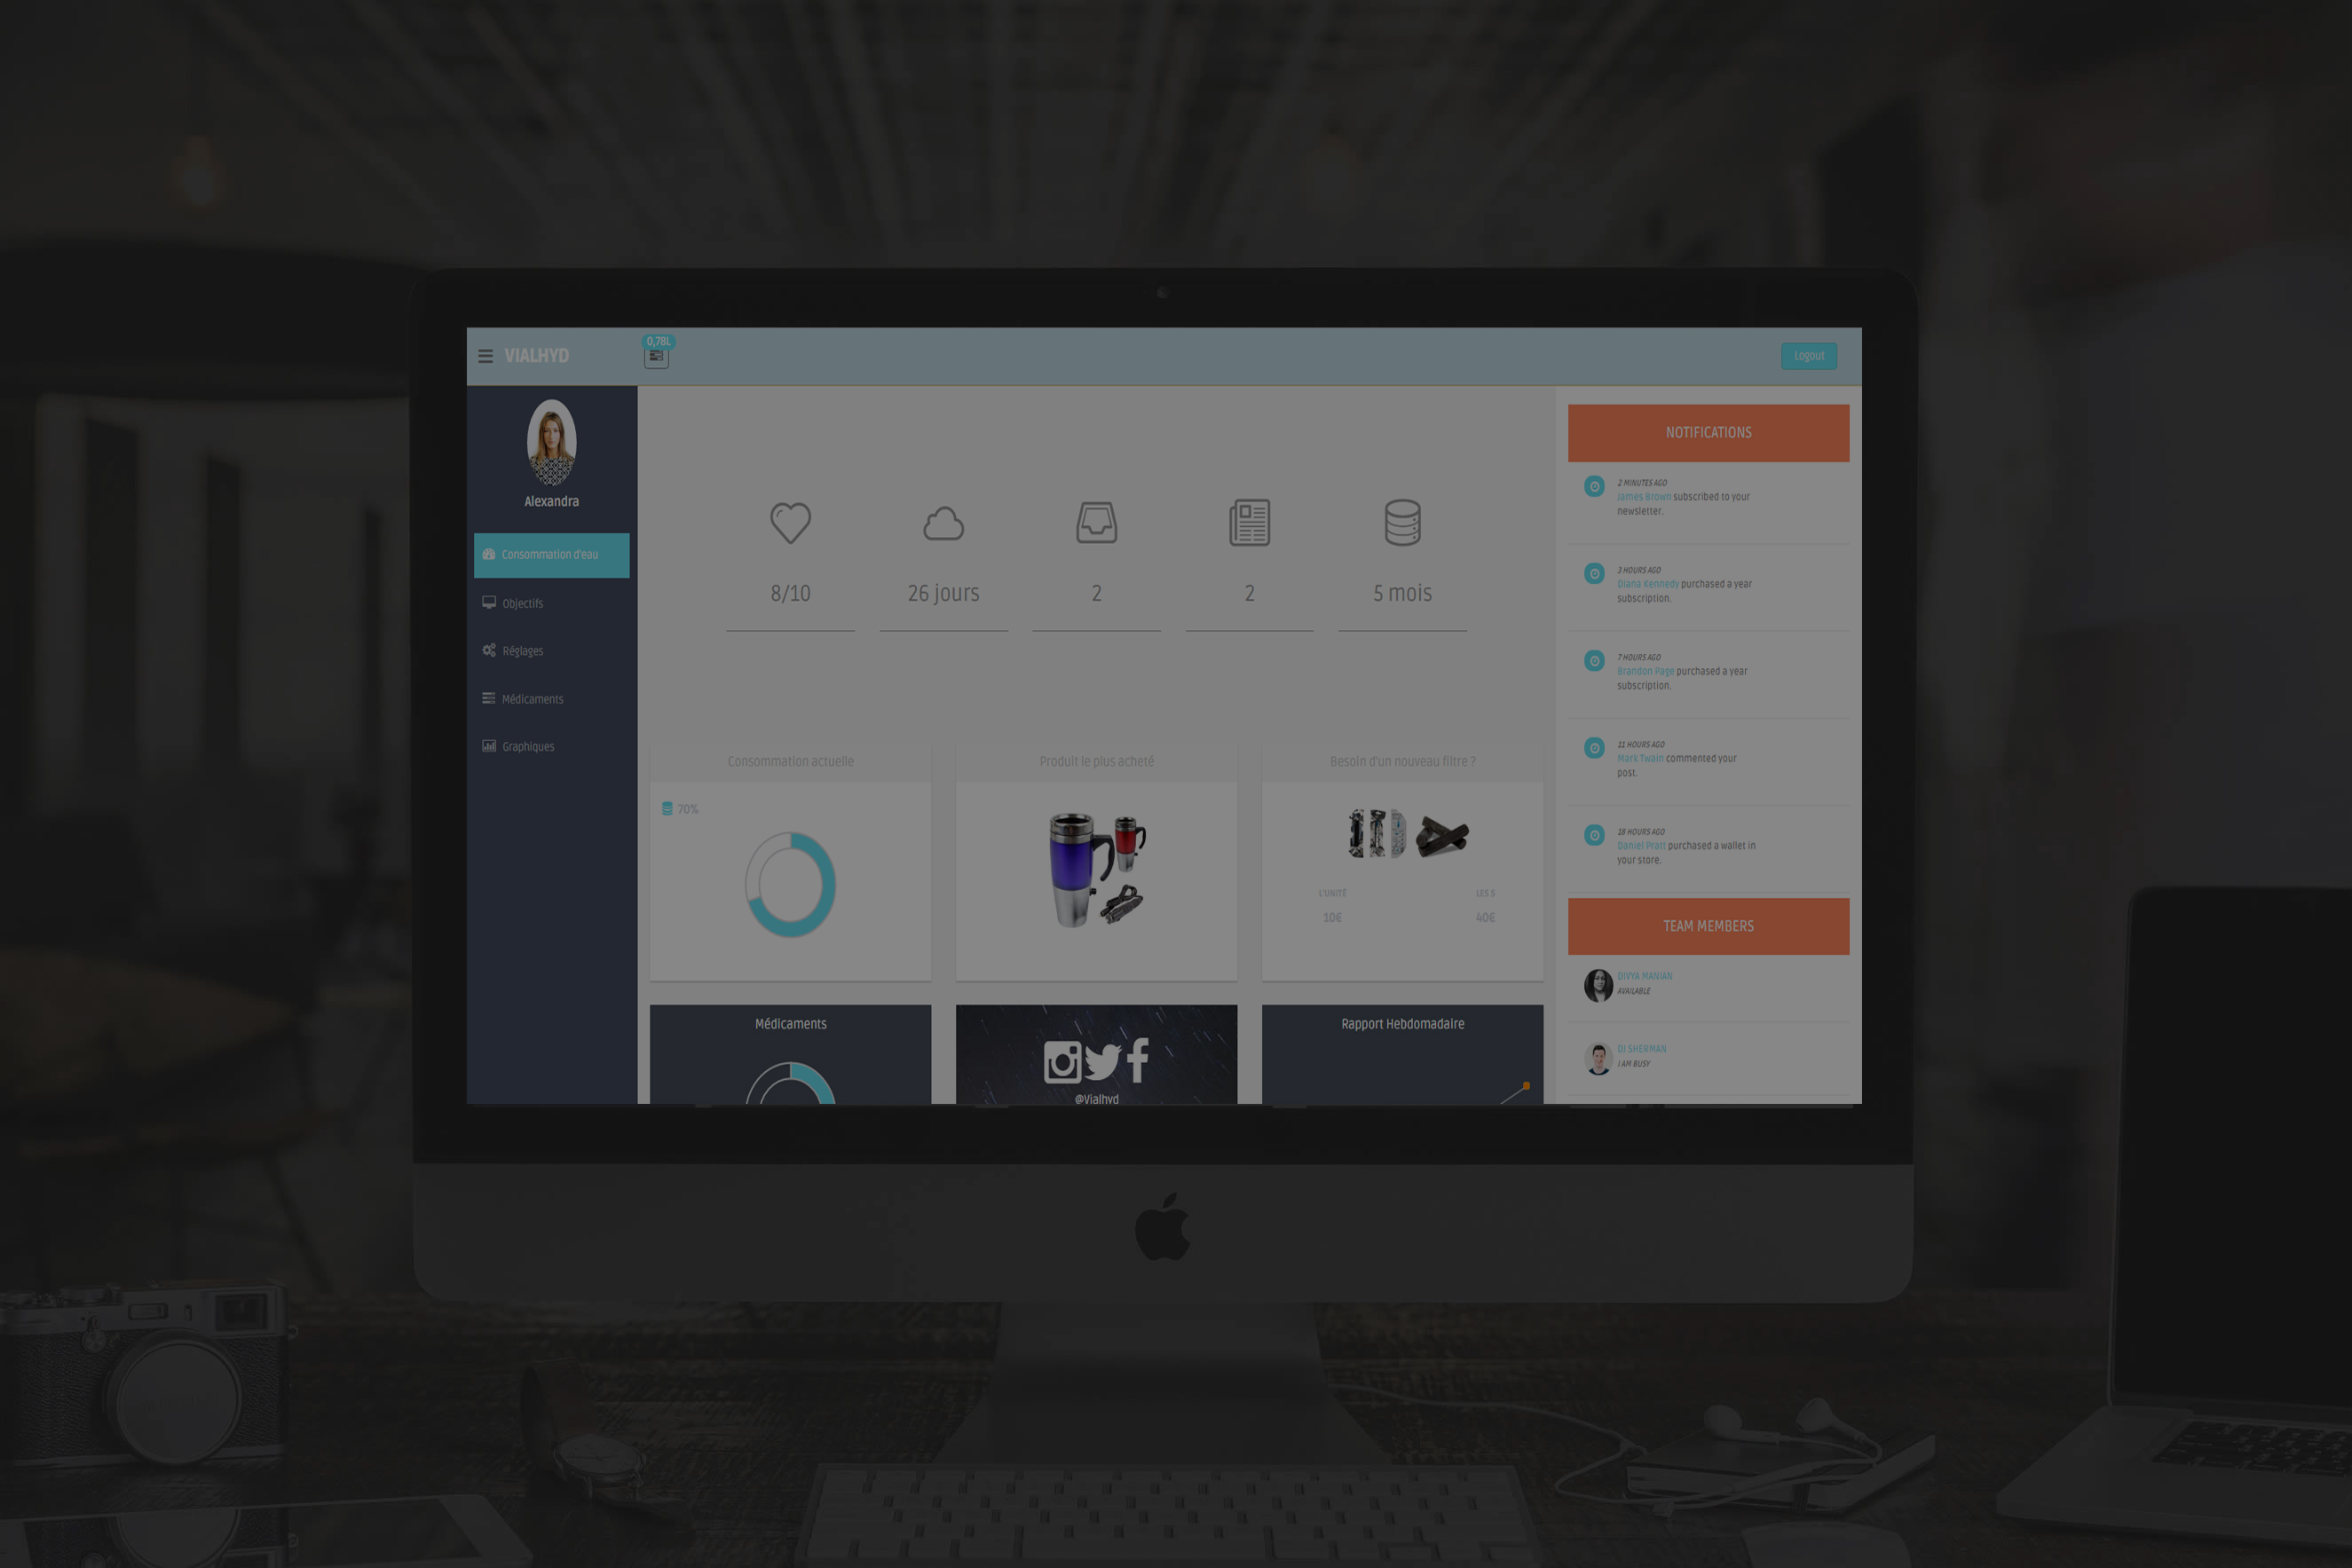 VIALHYD
0,78L
Logout
Alexandra
Consommation d'eau
Objectifs
Réglages
Médicaments
Graphiques
8/10
26 jours
2
2
5 mois
Consommation actuelle
70%
Produit le plus acheté
Besoin d'un nouveau filtre ?
L'UNITÉ
LES 5
10€
40€
Médicaments
@Vialhyd
Rapport Hebdomadaire
NOTIFICATIONS
2 MINUTES AGO
James Brown subscribed to your
newsletter.
3 HOURS AGO
Diana Kennedy purchased a year
subscription.
7 HOURS AGO
Brandon Page purchased a year
subscription.
11 HOURS AGO
Mark Twain commented your
post.
18 HOURS AGO
Daniel Pratt purchased a wallet in
your store.
TEAM MEMBERS
DIVYA MANIAN
AVAILABLE
DJ SHERMAN
I AM BUSY